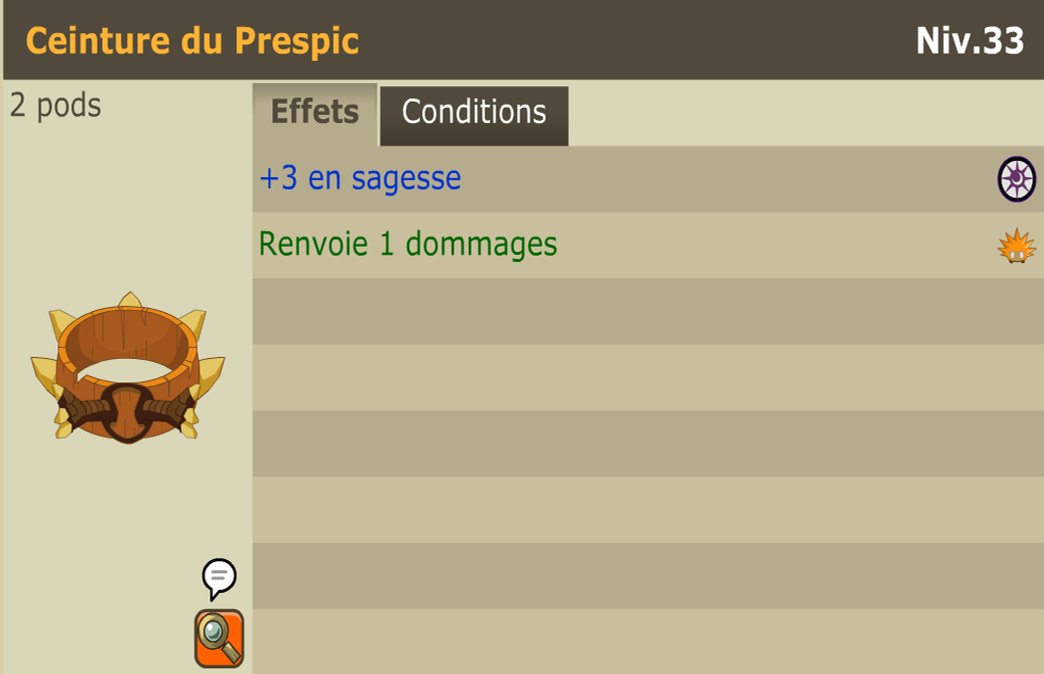 Ceinture du Prespic
Niv.33
2 pods
Effets
Conditions
+3 en sagesse
Renvoie 1 dommages